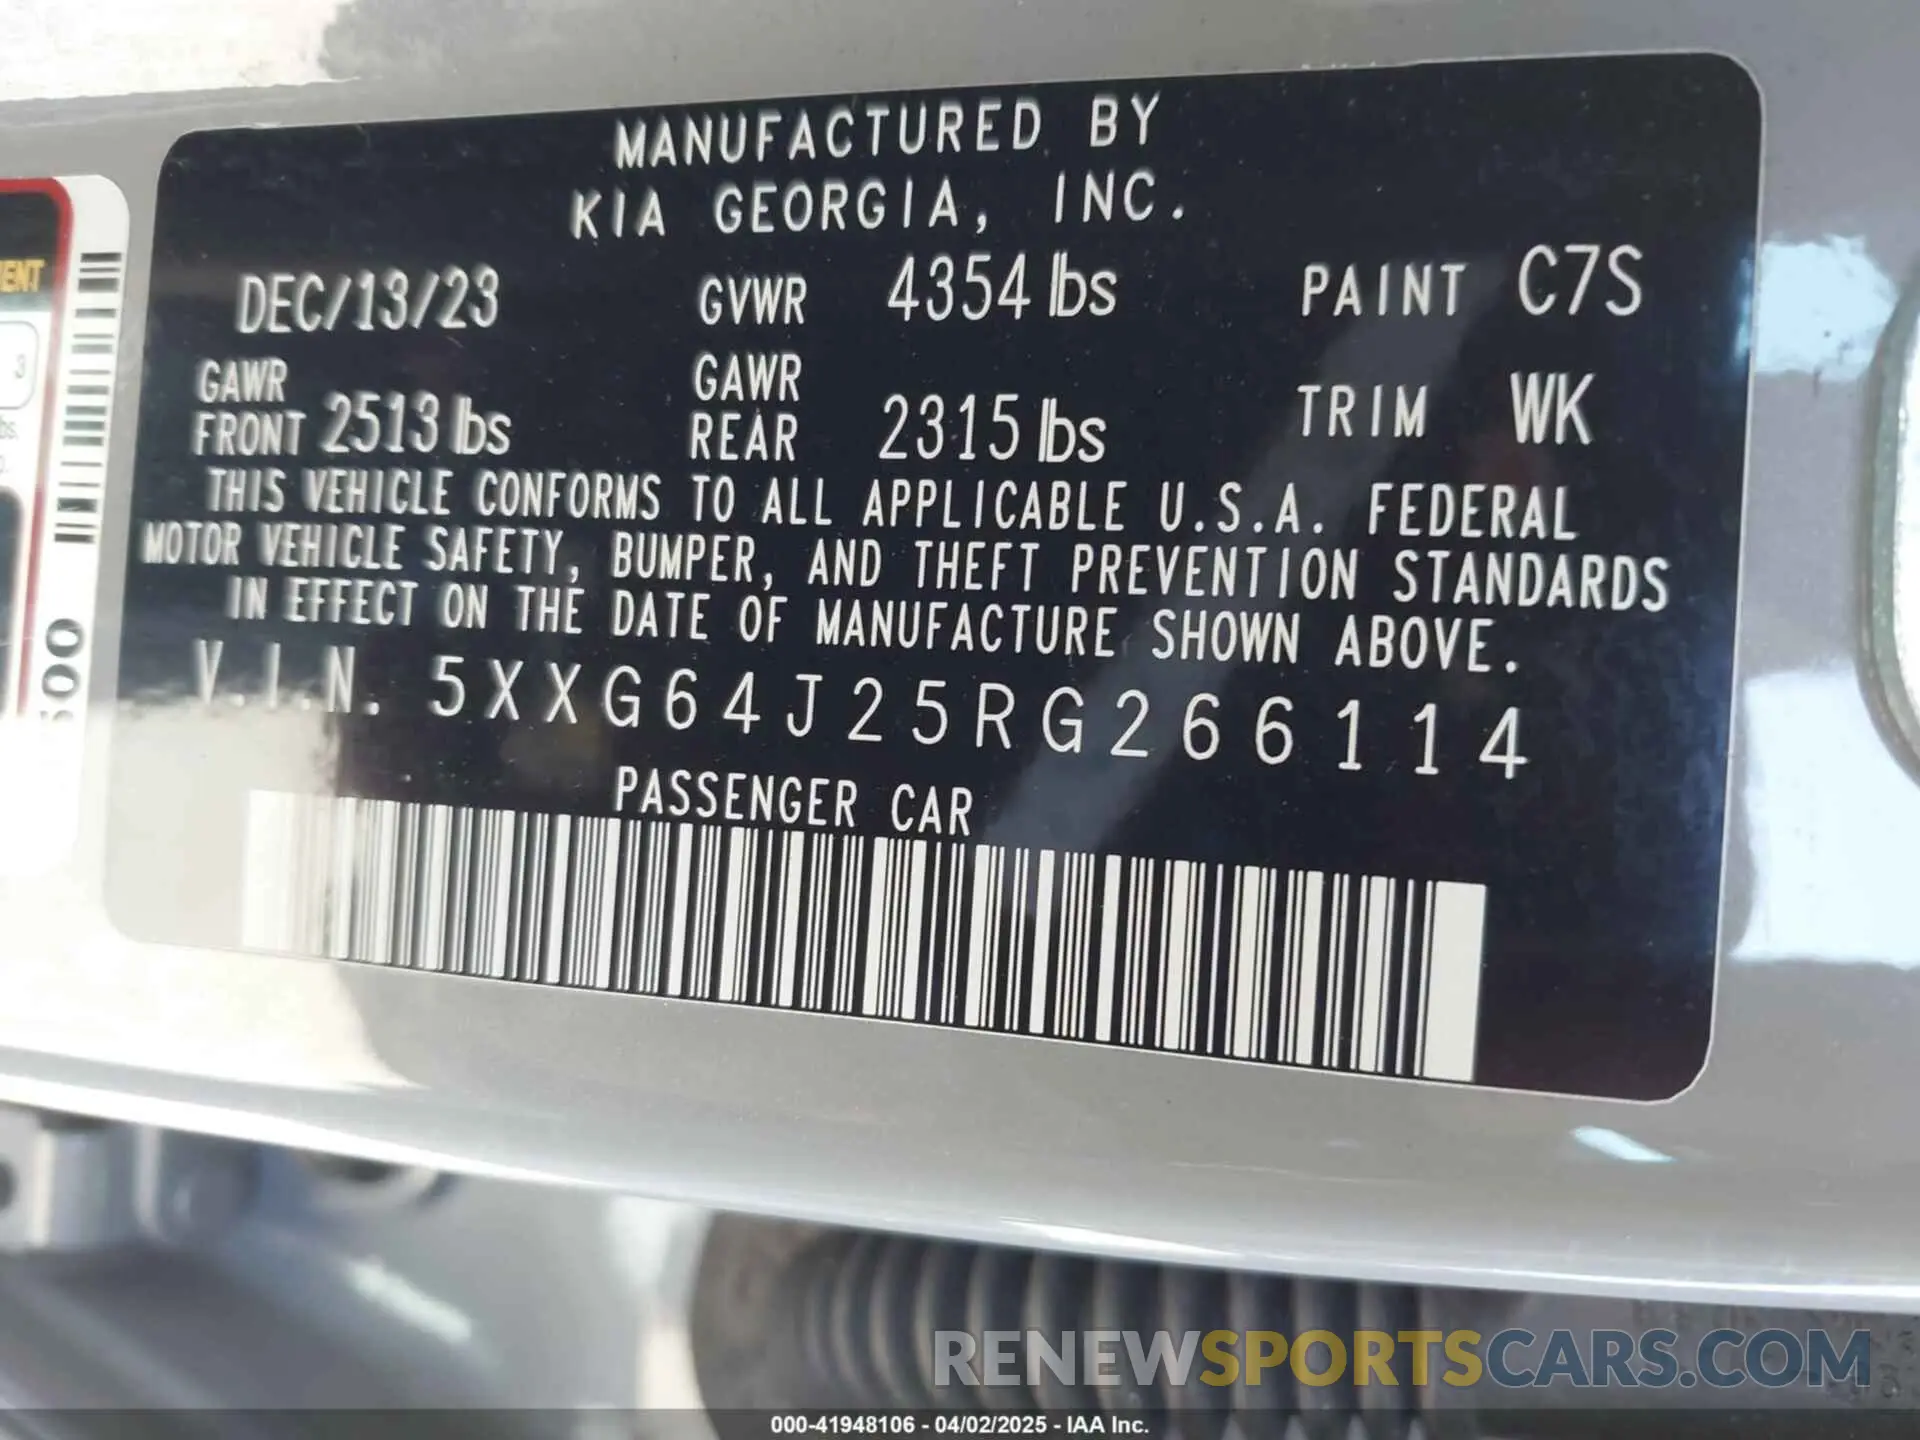 MANUFACTURED BY
KIA GEORGIA, INC.
DEC/13/23 GVWR 4354 lbs PAINT C7S
GAWR FRONT 2513 lbs GAWR REAR 2315 lbs TRIM WK
THIS VEHICLE CONFORMS TO ALL APPLICABLE U.S.A. FEDERAL
MOTOR VEHICLE SAFETY, BUMPER, AND THEFT PREVENTION STANDARDS
IN EFFECT ON THE DATE OF MANUFACTURE SHOWN ABOVE.
V.I.N. 5XXG64J25RG266114
PASSENGER CAR
3
RENEWSPORTSCARS.COM
000-41948106 - 04/02/2025 - IAA Inc.